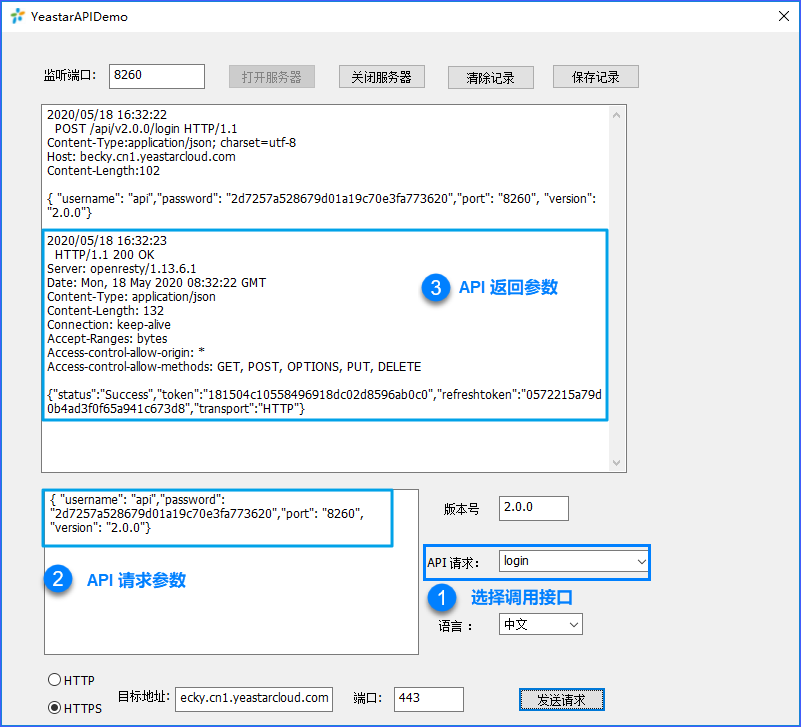 YeastarAPIDemo
监听端口: 8260 打开服务器 关闭服务器 清除记录 保存记录
2020/05/18 16:32:22
POST /api/v2.0.0/login HTTP/1.1
Content-Type:application/json; charset=utf-8
Host: becky.cn1.yeastarcloud.com
Content-Length:102
{ "username": "api","password": "2d7257a528679d01a19c70e3fa773620","port": "8260", "version":
"2.0.0"}
2020/05/18 16:32:23
HTTP/1.1 200 OK
Server: openresty/1.13.6.1
Date: Mon, 18 May 2020 08:32:22 GMT
Content-Type: application/json
Content-Length: 132
Connection: keep-alive
Accept-Ranges: bytes
Access-control-allow-origin: *
Access-control-allow-methods: GET, POST, OPTIONS, PUT, DELETE
3 API 返回参数
{"status":"Success","token":"181504c10558496918dc02d8596ab0c0","refreshtoken":"0572215a79d
0b4ad3f0f65a941c673d8","transport":"HTTP"}
{ "username": "api","password":
"2d7257a528679d01a19c70e3fa773620","port": "8260",
"version": "2.0.0"}
2 API 请求参数
版本号 2.0.0
API 请求: login
1 选择调用接口
语言： 中文
HTTP
HTTPS
目标地址: ecky.cn1.yeastarcloud.com 端口: 443 发送请求